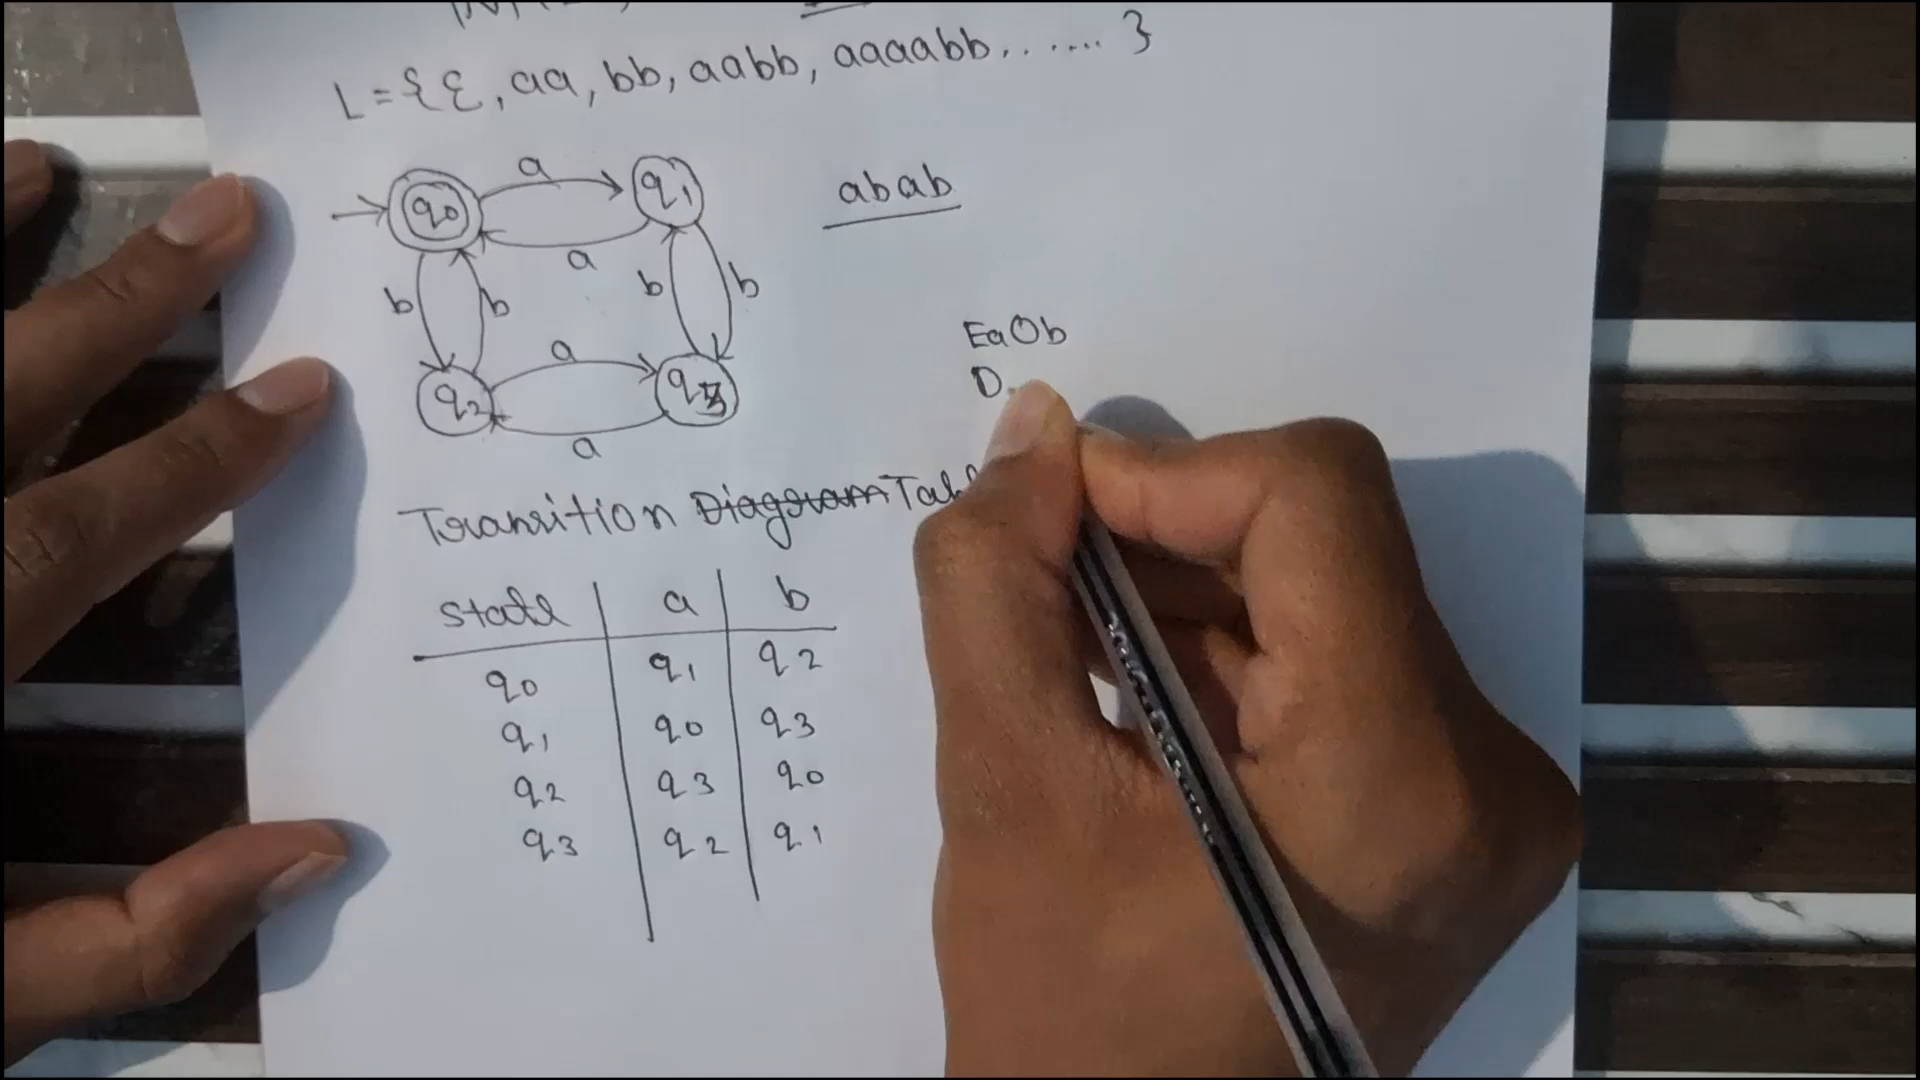 L = {ε, aa, bb, aabb, aaaabb....... }
a
q0 q1
abab
a
b b b b
EaOb
a
O
q2 q3
a
Transition Diagram
state a b
q0 q1 q2
q1 q0 q3
q2 q3 q0
q3 q2 q1